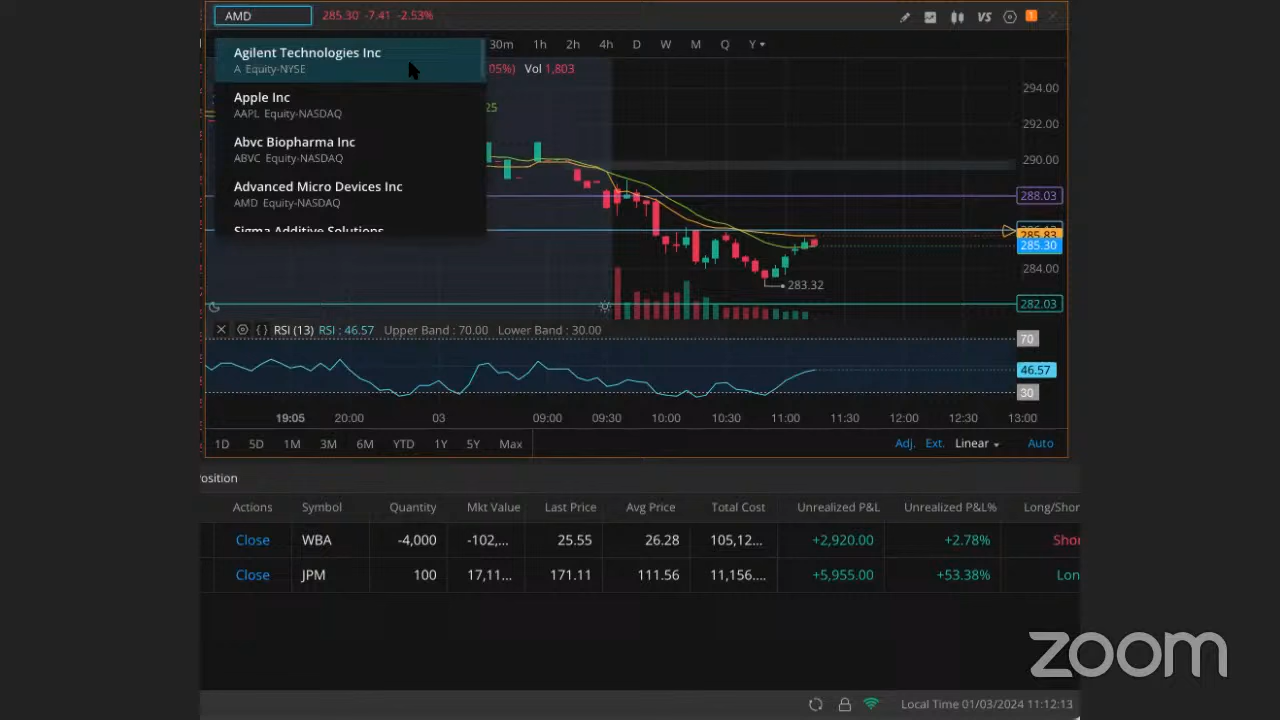 AMD 285.30 -7.41 -2.53% VS 1
30m 1h 2h 4h D W M Q Y
Agilent Technologies Inc
A Equity-NYSE
05%) Vol 1,803
Apple Inc
AAPL Equity-NASDAQ
25
Abvc Biopharma Inc
ABVC Equity-NASDAQ
Advanced Micro Devices Inc
AMD Equity-NASDAQ
Sigma Additive Solutions
294.00
292.00
290.00
288.03
285.83
285.30
284.00
283.32
282.03
RSI (13) RSI : 46.57 Upper Band : 70.00 Lower Band : 30.00
70
46.57
30
19:05 20:00 03 09:00 09:30 10:00 10:30 11:00 11:30 12:00 12:30 13:00
1D 5D 1M 3M 6M YTD 1Y 5Y Max Adj. Ext. Linear Auto
osition
Actions Symbol Quantity Mkt Value Last Price Avg Price Total Cost Unrealized P&L Unrealized P&L% Long/Shor
Close WBA -4,000 -102,... 25.55 26.28 105,12... +2,920.00 +2.78% Shor
Close JPM 100 17,11... 171.11 111.56 11,156.... +5,955.00 +53.38% Lon
zoom
Local Time 01/03/2024 11:12:13